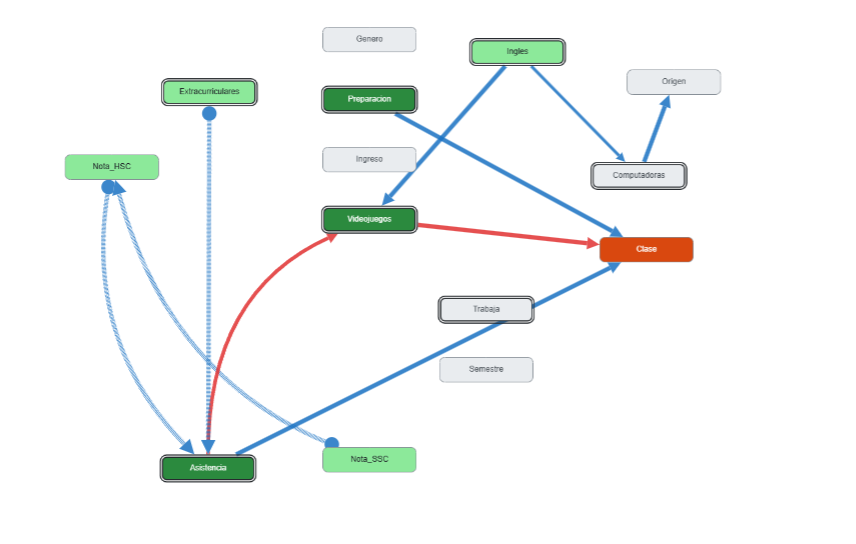 Genero
Ingles
Origen
Extracurriculares
Preparacion
Nota_HSC
Ingreso
Computadoras
Videojuegos
Clase
Trabaja
Semestre
Asistencia
Nota_SSC